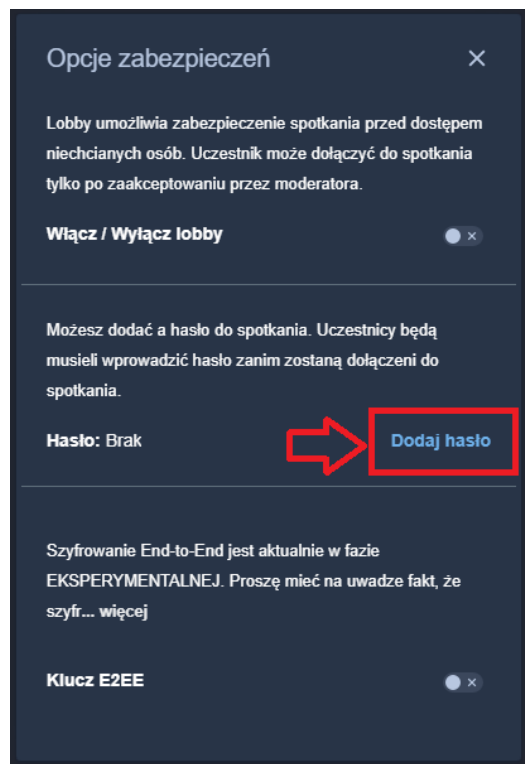 Opcje zabezpieczeń
Lobby umożliwia zabezpieczenie spotkania przed dostępem
niechcianych osób. Uczestnik może dołączyć do spotkania
tylko po zaakceptowaniu przez moderatora.
Włącz / Wyłącz lobby
Możesz dodać a hasło do spotkania. Uczestnicy będą
musieli wprowadzić hasło zanim zostaną dołączeni do
spotkania.
Hasło: Brak Dodaj hasło
Szyfrowanie End-to-End jest aktualnie w fazie
EKSPERYMENTALNEJ. Proszę mieć na uwadze fakt, że
szyfr... więcej
Klucz E2EE